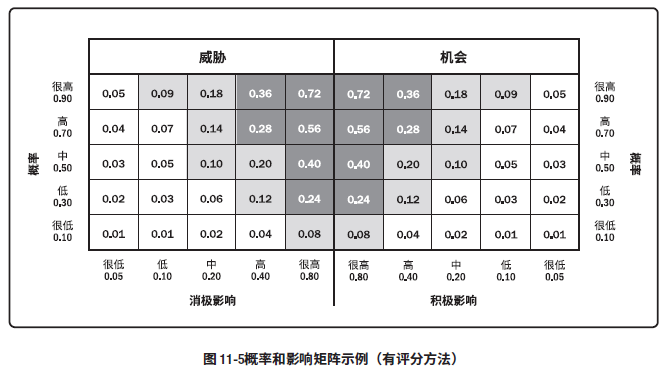 威胁 机会
很高 0.05 0.09 0.18 0.36 0.72 0.72 0.36 0.18 0.09 0.05 很高
0.90 0.90
高 0.04 0.07 0.14 0.28 0.56 0.56 0.28 0.14 0.07 0.04 高
0.70 0.70
概率 中 0.03 0.05 0.10 0.20 0.40 0.40 0.20 0.10 0.05 0.03 中 概率
0.50 0.50
低 0.02 0.03 0.06 0.12 0.24 0.24 0.12 0.06 0.03 0.02 低
0.30 0.30
很低 0.01 0.01 0.02 0.04 0.08 0.08 0.04 0.02 0.01 0.01 很低
0.10 0.10
很低 低 中 高 很高 很高 高 中 低 很低
0.05 0.10 0.20 0.40 0.80 0.80 0.40 0.20 0.10 0.05
消极影响 积极影响
图 11-5概率和影响矩阵示例（有评分方法）